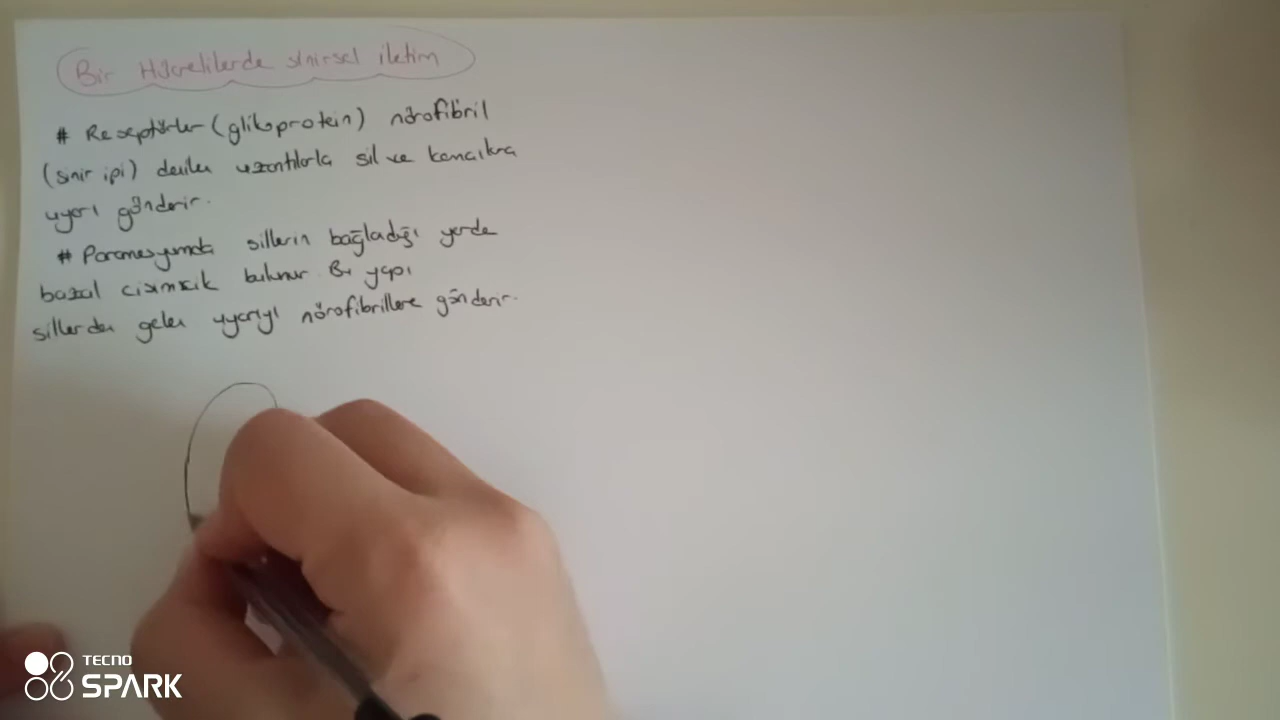 Bir Hücrelilerde sinirsel iletim
# Reseptörler (glikoprotein) nörofibril
(sinir ipi) denilen uzantılarla sil ve kamçılara
uyarı gönderir.
# Paramesyumda sillerin bağladığı yerde
bazal cisimcik bulunur. Bu yapı
sillerden gelen uyarıyı nörofibrillere gönderir.
TECNO
SPARK